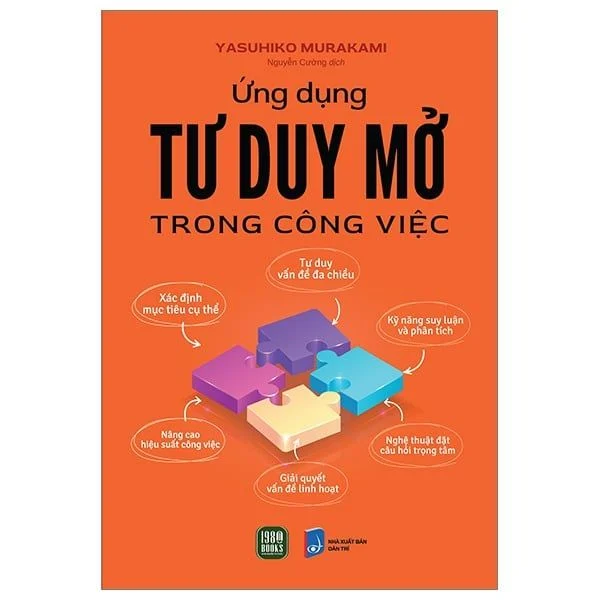 YASUHIKO MURAKAMI
Nguyễn Cường dịch
Ứng dụng
TƯ DUY MỞ
TRONG CÔNG VIỆC
Tư duy
vấn đề đa chiều
Xác định
mục tiêu cụ thể
Kỹ năng suy luận
và phân tích
Nâng cao
hiệu suất công việc
Nghệ thuật đặt
câu hỏi trọng tâm
Giải quyết
vấn đề linh hoạt
1980
BOOKS
NHÀ XUẤT BẢN
DÂN TRÍ